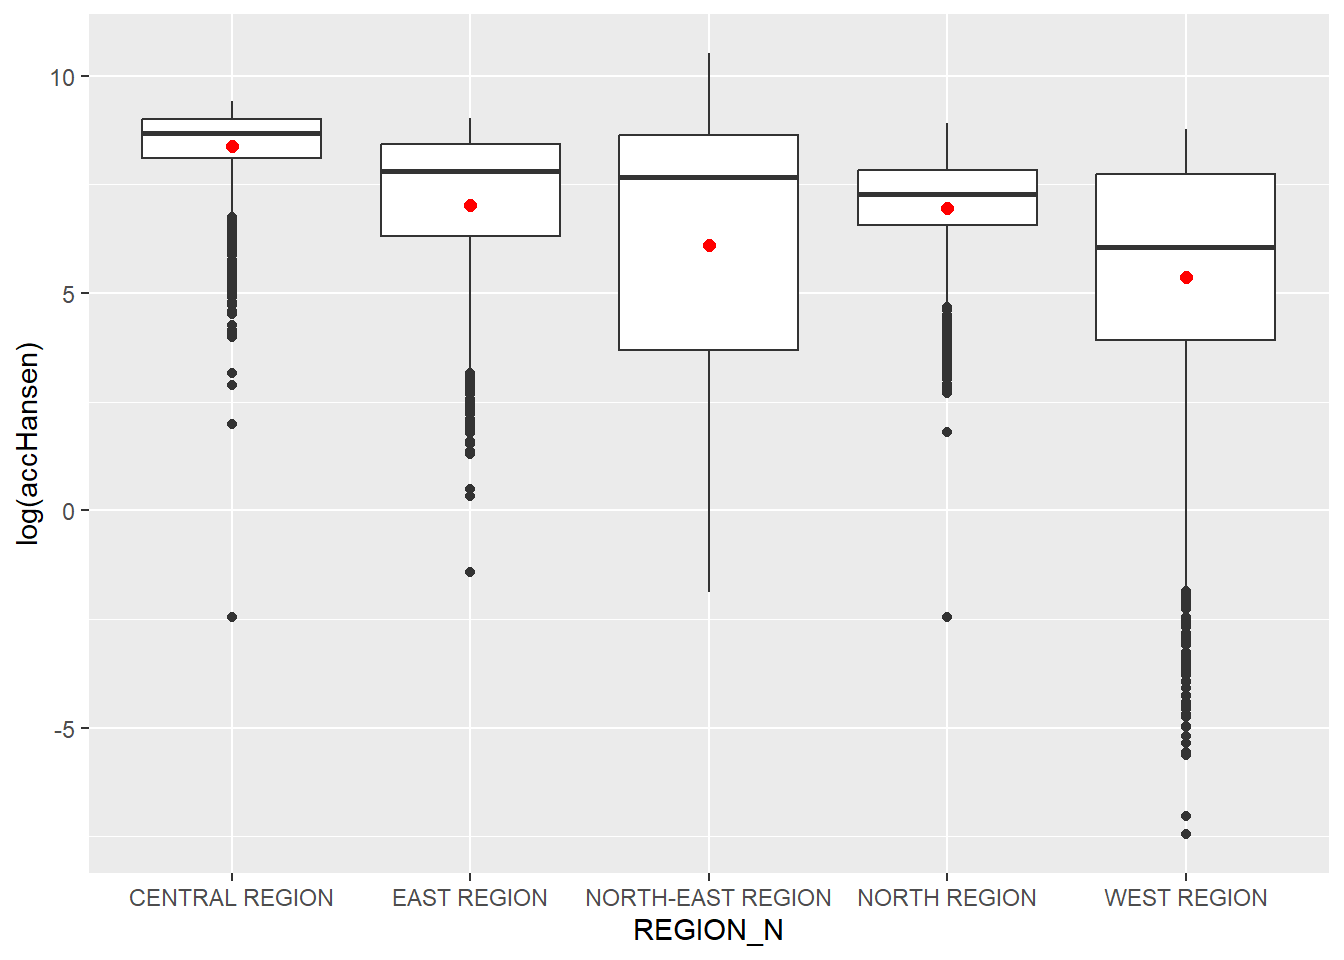 10
5
0
-5
log(accHansen)
CENTRAL REGION
EAST REGION
NORTH-EAST REGION
NORTH REGION
WEST REGION
REGION_N